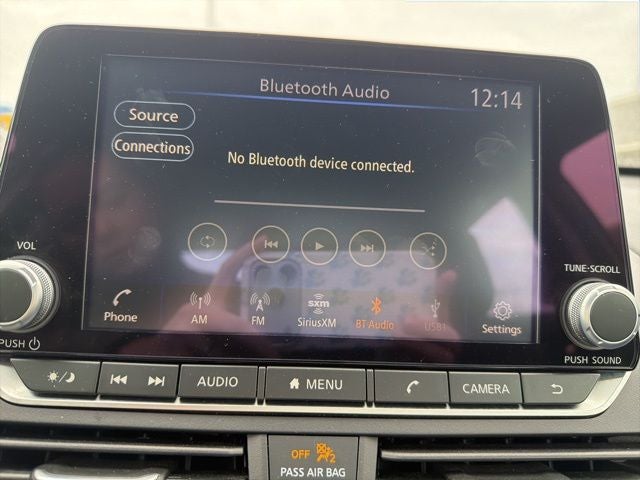 Bluetooth Audio
12:14
Source
Connections
No Bluetooth device connected.
VOL
TUNE-SCROLL
Phone
AM
FM
sxm
SiriusXM
BT Audio
USB1
Settings
PUSH
PUSH SOUND
AUDIO
MENU
CAMERA
OFF
2
PASS AIR BAG